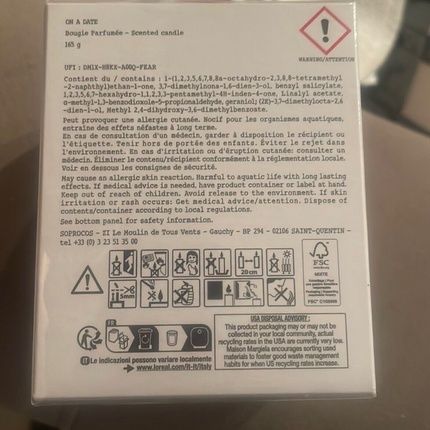 ON A DATE
Bougie Parfumée – Scented candle
165 g
WARNING/ATTENTION
UFI : DM1X-H8KX-A00Q-FEAR
Contient du / contains : 1-(1,2,3,5,6,7,8,8a-octahydro-2,3,8,8-tetramethyl
-2-naphthyl)ethan-1-one, 3,7-dimethylnona-1,6-dien-3-ol, benzyl salicylate,
1,2,3,5,6,7-hexahydro-1,1,2,3,3-pentamethyl-4H-inden-4-one, Linalyl acetate,
α-methyl-1,3-benzodioxole-5-propionaldehyde, geraniol; (2E)-3,7-dimethylocta-2,6
-dien-1-ol, Methyl 2,4-dihydroxy-3,6-dimethylbenzoate.
Peut provoquer une allergie cutanée. Nocif pour les organismes aquatiques,
entraîne des effets néfastes à long terme.
En cas de consultation d'un médecin, garder à disposition le récipient ou
l'étiquette. Tenir hors de portée des enfants. Éviter le rejet dans
l'environnement. En cas d'irritation ou d'éruption cutanée: consulter un
médecin. Éliminer le contenu/récipient conformément à la réglementation locale.
Voir en dessous les consignes de sécurité.
May cause an allergic skin reaction. Harmful to aquatic life with long lasting
effects. If medical advice is needed, have product container or label at hand.
Keep out of reach of children. Avoid release to the environment. If skin
irritation or rash occurs: Get medical advice/attention. Dispose of
contents/container according to local regulations.
See bottom panel for safety information.
SOPROCOS – ZI Le Moulin de Tous Vents - Gauchy - BP 294 - 02106 SAINT-QUENTIN-
tel +33 (0) 3 23 51 35 00
20cm
5mm
FSC
MIXTE
FR
Le indicazioni possono variare localmente
www.loreal.com/it-it/italy
USA DISPOSAL ADVISORY :
This product packaging may or may not be
collected in your local community, actual
recycling rates in the USA are currently very low.
Maison Margiela encourages sorting used
materials to foster good waste management
habits for when US recycling rates increase.